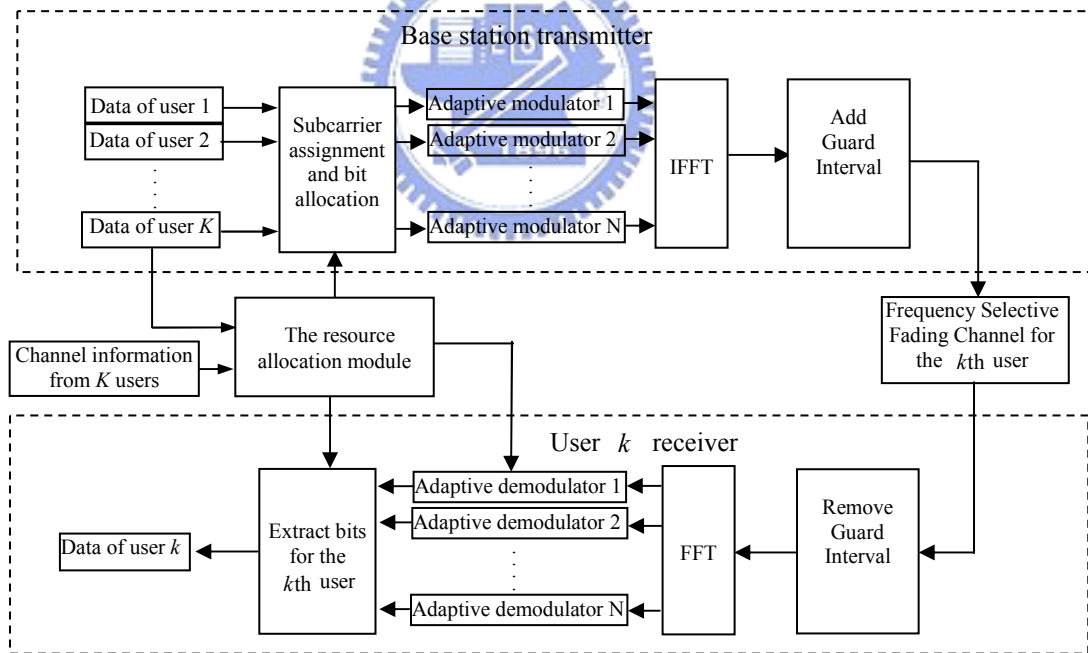 Base station transmitter
Data of user 1
Data of user 2
Data of user K
Subcarrier
assignment
and bit
allocation
Adaptive modulator 1
Adaptive modulator 2
Adaptive modulator N
IFFT
Add
Guard
Interval
1896
The resource
allocation module
Channel information
from K users
Frequency Selective
Fading Channel for
the kth user
User k receiver
Data of user k
Extract bits
for the
kth user
Adaptive demodulator 1
Adaptive demodulator 2
Adaptive demodulator N
FFT
Remove
Guard
Interval